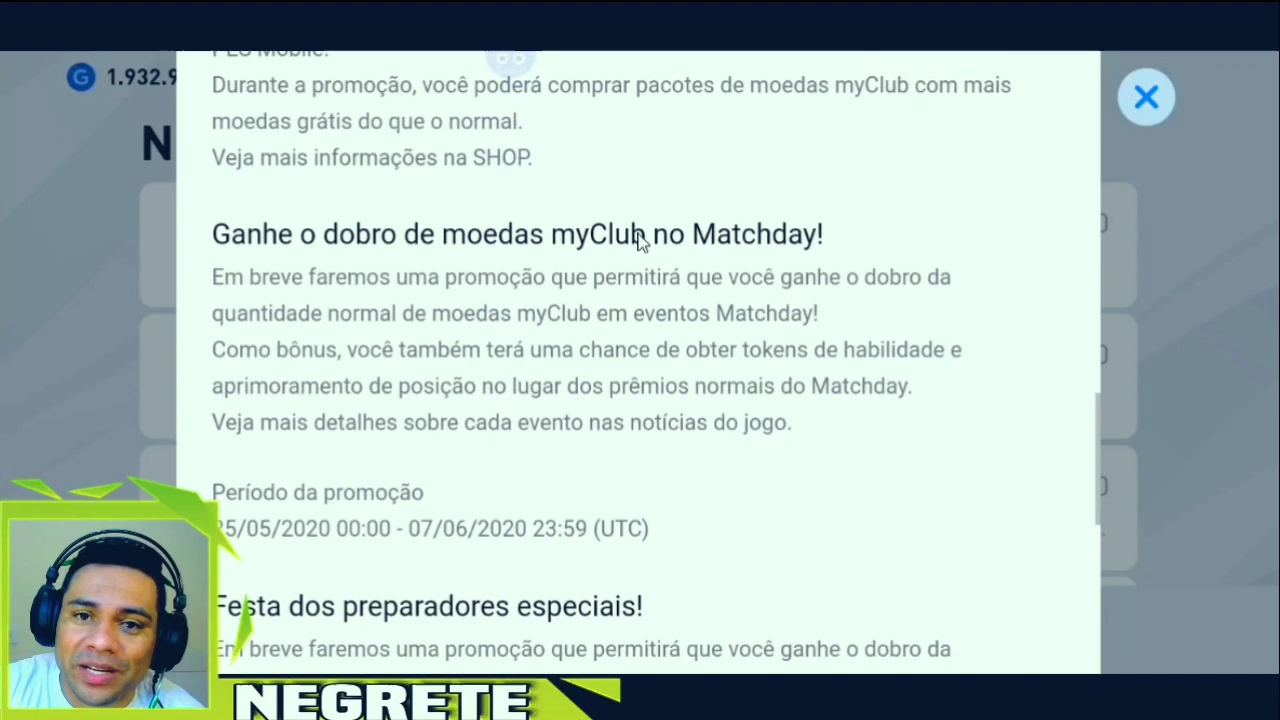 PES Mobile.
1.932.9
Durante a promoção, você poderá comprar pacotes de moedas myClub com mais
moedas grátis do que o normal.
N
Veja mais informações na SHOP.
Ganhe o dobro de moedas myClub no Matchday!
Em breve faremos uma promoção que permitirá que você ganhe o dobro da
quantidade normal de moedas myClub em eventos Matchday!
Como bônus, você também terá uma chance de obter tokens de habilidade e
aprimoramento de posição no lugar dos prêmios normais do Matchday.
Veja mais detalhes sobre cada evento nas notícias do jogo.
Período da promoção
25/05/2020 00:00 - 07/06/2020 23:59 (UTC)
Festa dos preparadores especiais!
Em breve faremos uma promoção que permitirá que você ganhe o dobro da
NEGRETE